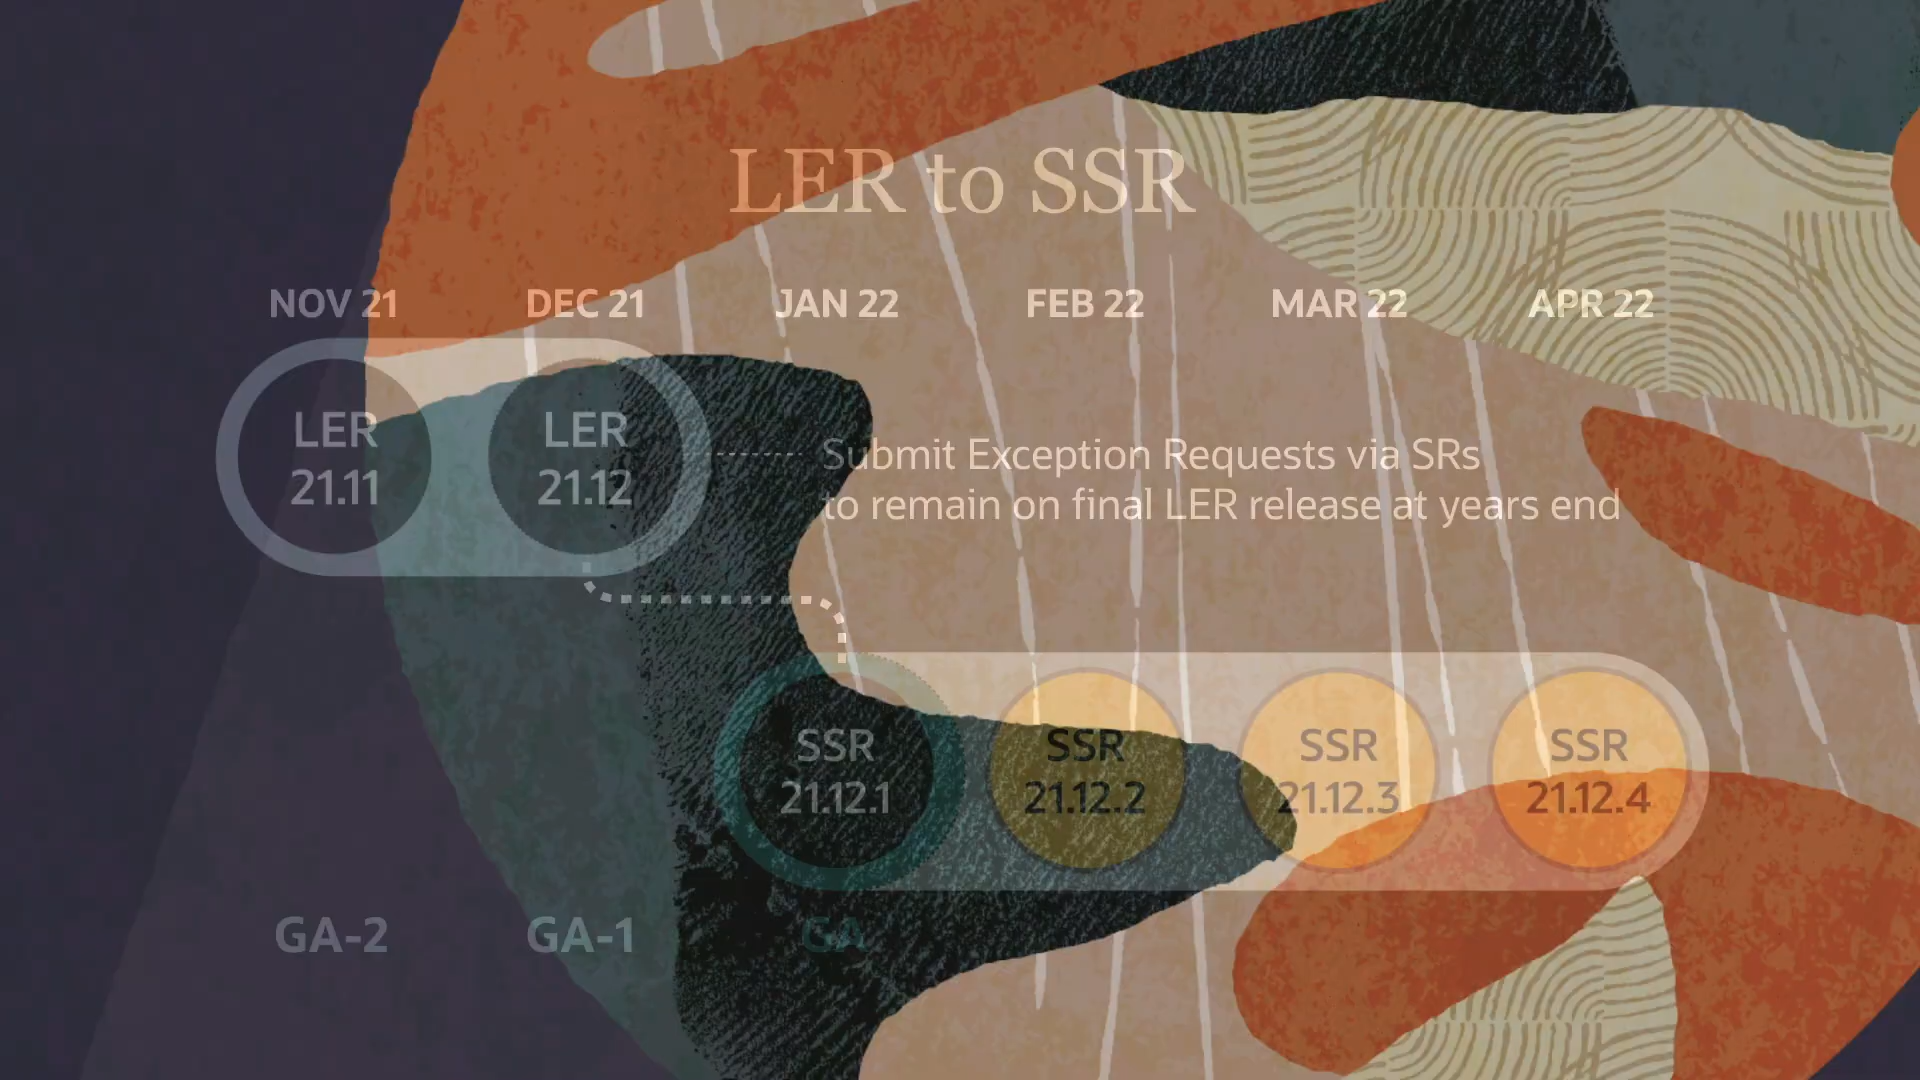 LER to SSR
NOV 21 DEC 21 JAN 22 FEB 22 MAR 22 APR 22
LER LER
21.11 21.12
Submit Exception Requests via SRs
to remain on final LER release at years end
SSR SSR SSR SSR
21.12.1 21.12.2 21.12.3 21.12.4
GA-2 GA-1 GA